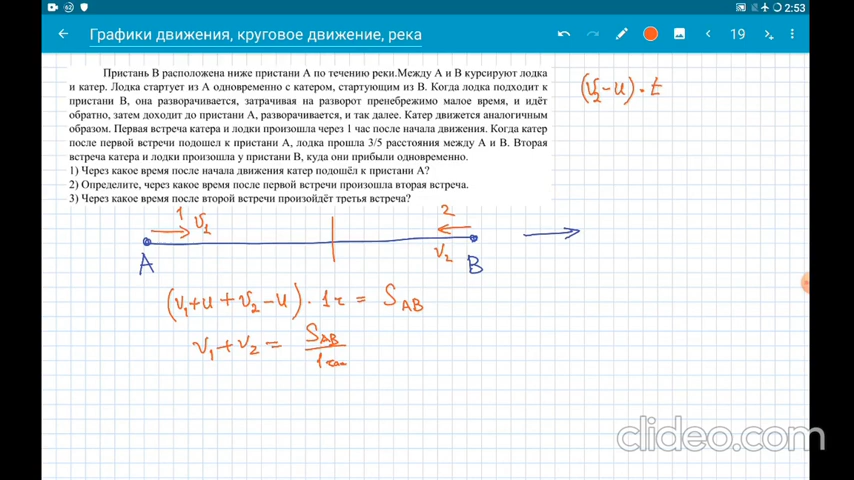 62
2:53
Графики движения, круговое движение, река
19
Пристань В расположена ниже пристани А по течению реки.Между А и В курсируют лодка
и катер. Лодка стартует из А одновременно с катером, стартующим из В. Когда лодка подходит к
пристани В, она разворачивается, затрачивая на разворот пренебрежимо малое время, и идёт
обратно, затем доходит до пристани А, разворачивается, и так далее. Катер движется аналогичным
образом. Первая встреча катера и лодки произошла через 1 час после начала движения. Когда катер
после первой встречи подошел к пристани А, лодка прошла 3/5 расстояния между А и В. Вторая
встреча катера и лодки произошла у пристани В, куда они прибыли одновременно.
1) Через какое время после начала движения катер подошёл к пристани А?
2) Определите, через какое время после первой встречи произошла вторая встреча.
3) Через какое время после второй встречи произойдёт третья встреча?
(v₂-u)·t
1 v₁
2
v₂
A B
(v₁+u+v₂-u)·1ч = S_AB
v₁+v₂ = S_AB/1час
clideo.com